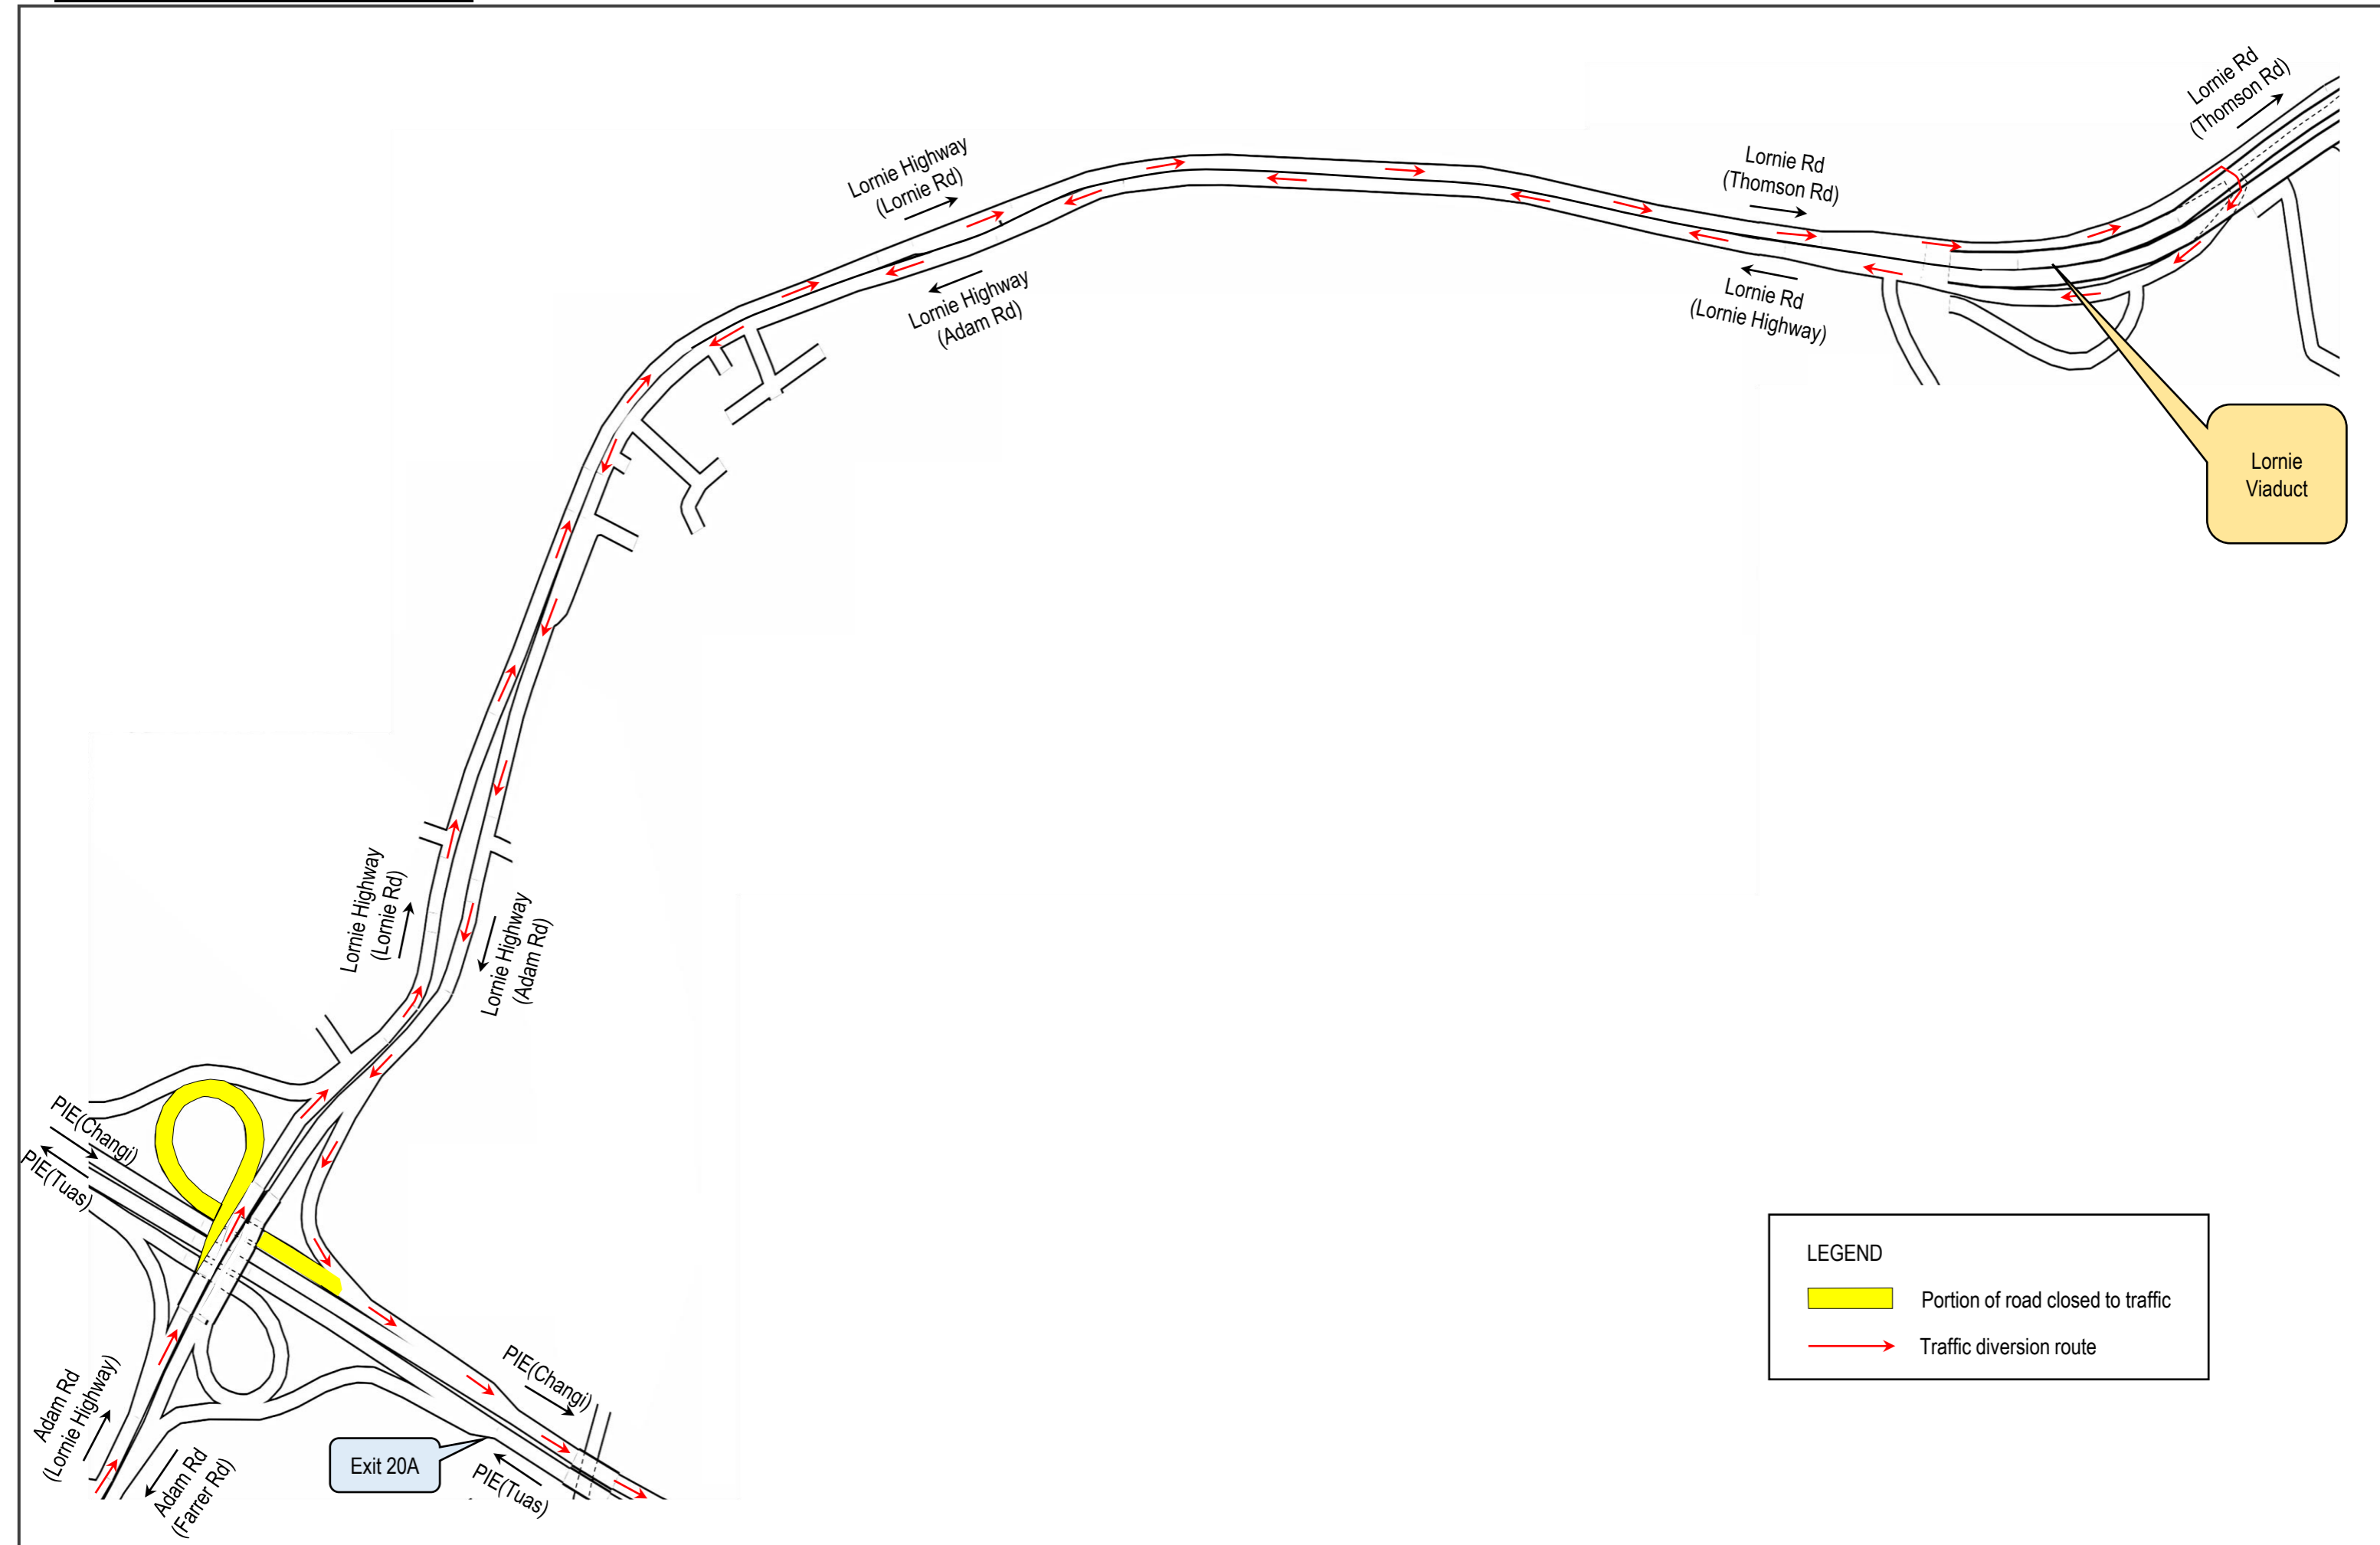 Lornie Rd
(Thomson Rd)
Lornie Highway
(Lornie Rd)
Lornie Rd
(Thomson Rd)
Lornie Highway
(Adam Rd)
Lornie Rd
(Lornie Highway)
Lornie
Viaduct
Lornie Highway
(Lornie Rd)
Lornie Highway
(Adam Rd)
PIE(Changi)
PIE(Tuas)
LEGEND
Portion of road closed to traffic
Traffic diversion route
PIE(Changi)
Adam Rd
(Lornie Highway)
Exit 20A
PIE(Tuas)
Adam Rd
(Farrer Rd)